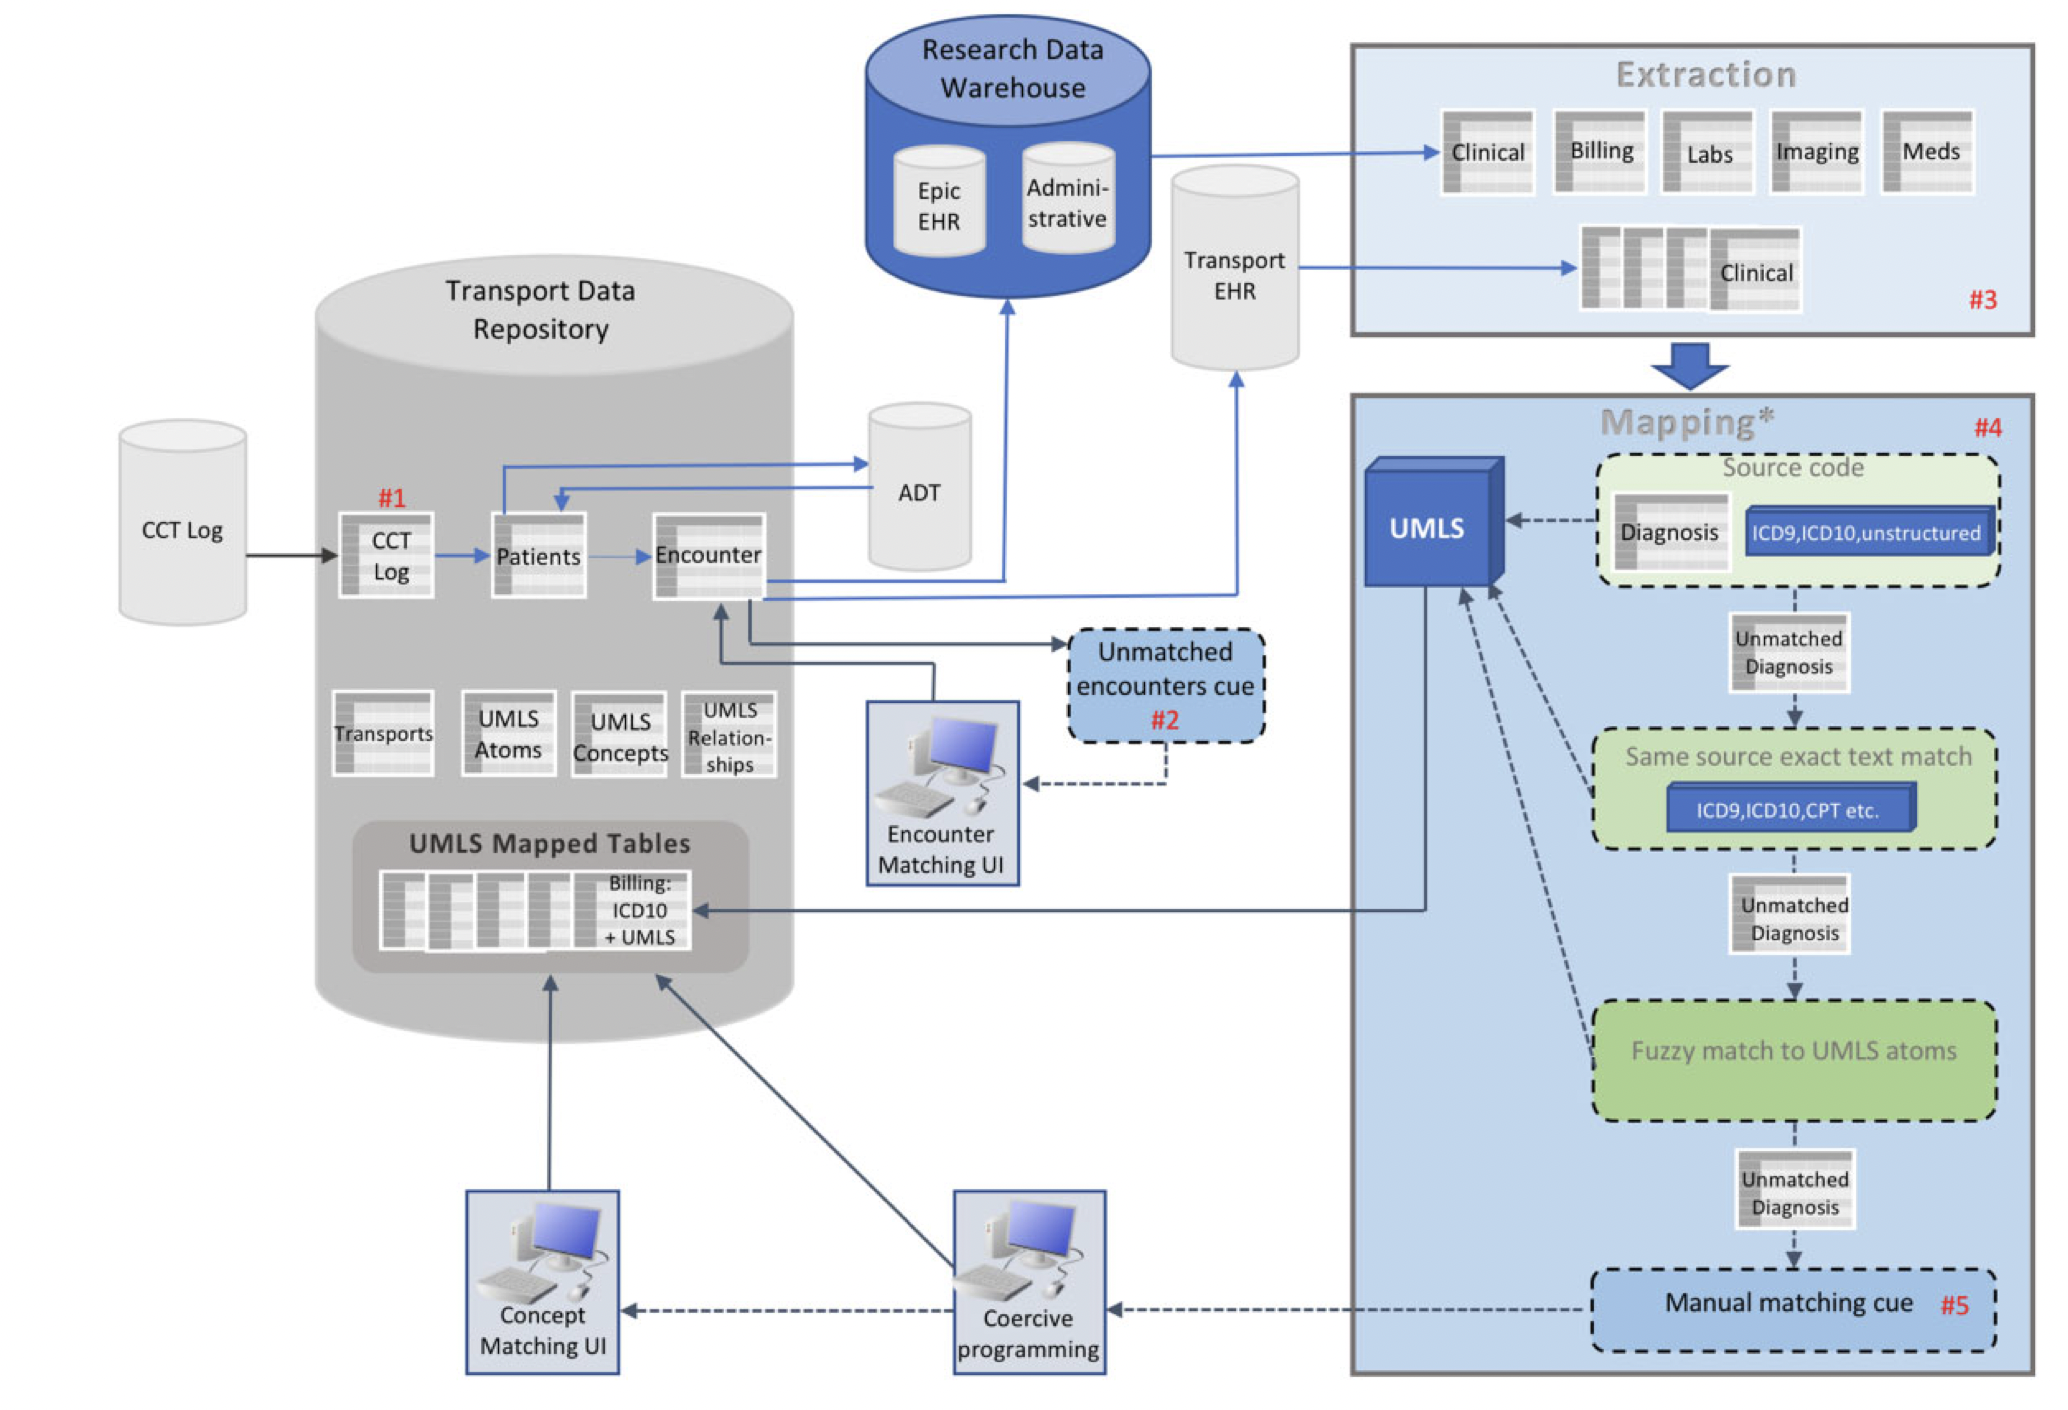 Research Data
Warehouse
Epic
EHR
Admini-
strative
Extraction
Clinical
Billing
Labs
Imaging
Meds
Clinical
#3
Transport
EHR
Transport Data
Repository
CCT Log
#1
CCT
Log
Patients
Encounter
ADT
Transports
UMLS
Atoms
UMLS
Concepts
UMLS
Relation-
ships
UMLS Mapped Tables
Billing:
ICD10
+ UMLS
Unmatched
encounters cue
#2
Encounter
Matching UI
Mapping*
#4
UMLS
Source code
Diagnosis
ICD9,ICD10,unstructured
Unmatched
Diagnosis
Same source exact text match
ICD9,ICD10,CPT etc.
Unmatched
Diagnosis
Fuzzy match to UMLS atoms
Unmatched
Diagnosis
Manual matching cue #5
Coercive
programming
Concept
Matching UI